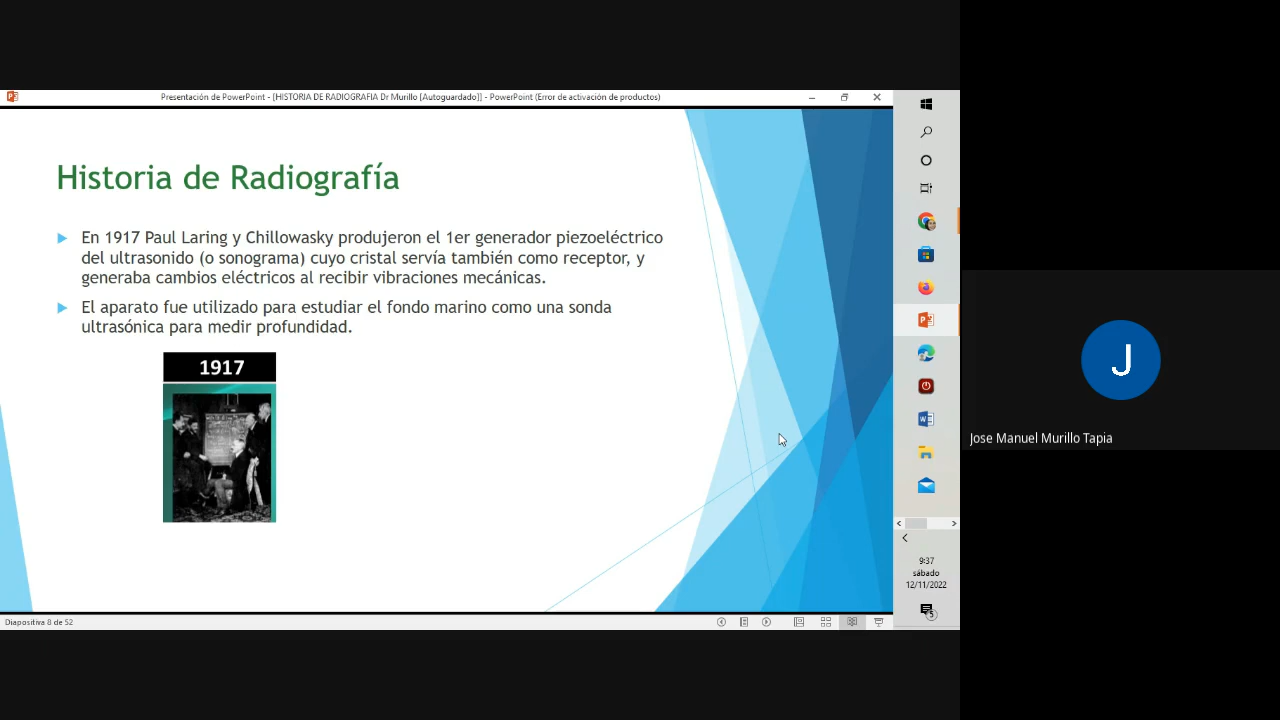 Presentación de PowerPoint - [HISTORIA DE RADIOGRAFIA Dr Murillo [Autoguardado]] - PowerPoint (Error de activación de productos)
Historia de Radiografía
En 1917 Paul Laring y Chillowasky produjeron el 1er generador piezoeléctrico
del ultrasonido (o sonograma) cuyo cristal servía también como receptor, y
generaba cambios eléctricos al recibir vibraciones mecánicas.
El aparato fue utilizado para estudiar el fondo marino como una sonda
ultrasónica para medir profundidad.
1917
J
Jose Manuel Murillo Tapia
9:37
sábado
12/11/2022
5
Diapositiva 8 de 52